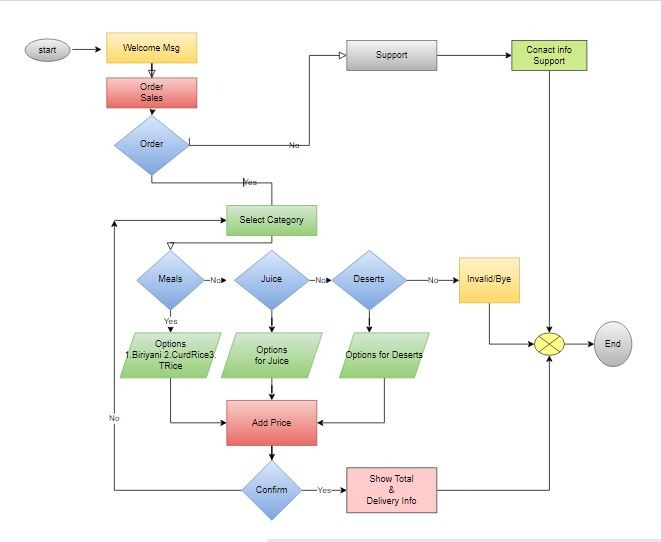 start
Welcome Msg
Order
Sales
Order
No
Yes
Support
Conact info
Support
Select Category
Meals
No
Juice
No
Deserts
No
Invalid/Bye
Yes
Options
1.Biriyani 2.CurdRice3.
TRice
Options
for Juice
Options for Deserts
End
Add Price
No
Confirm
Yes
Show Total
&
Delivery Info